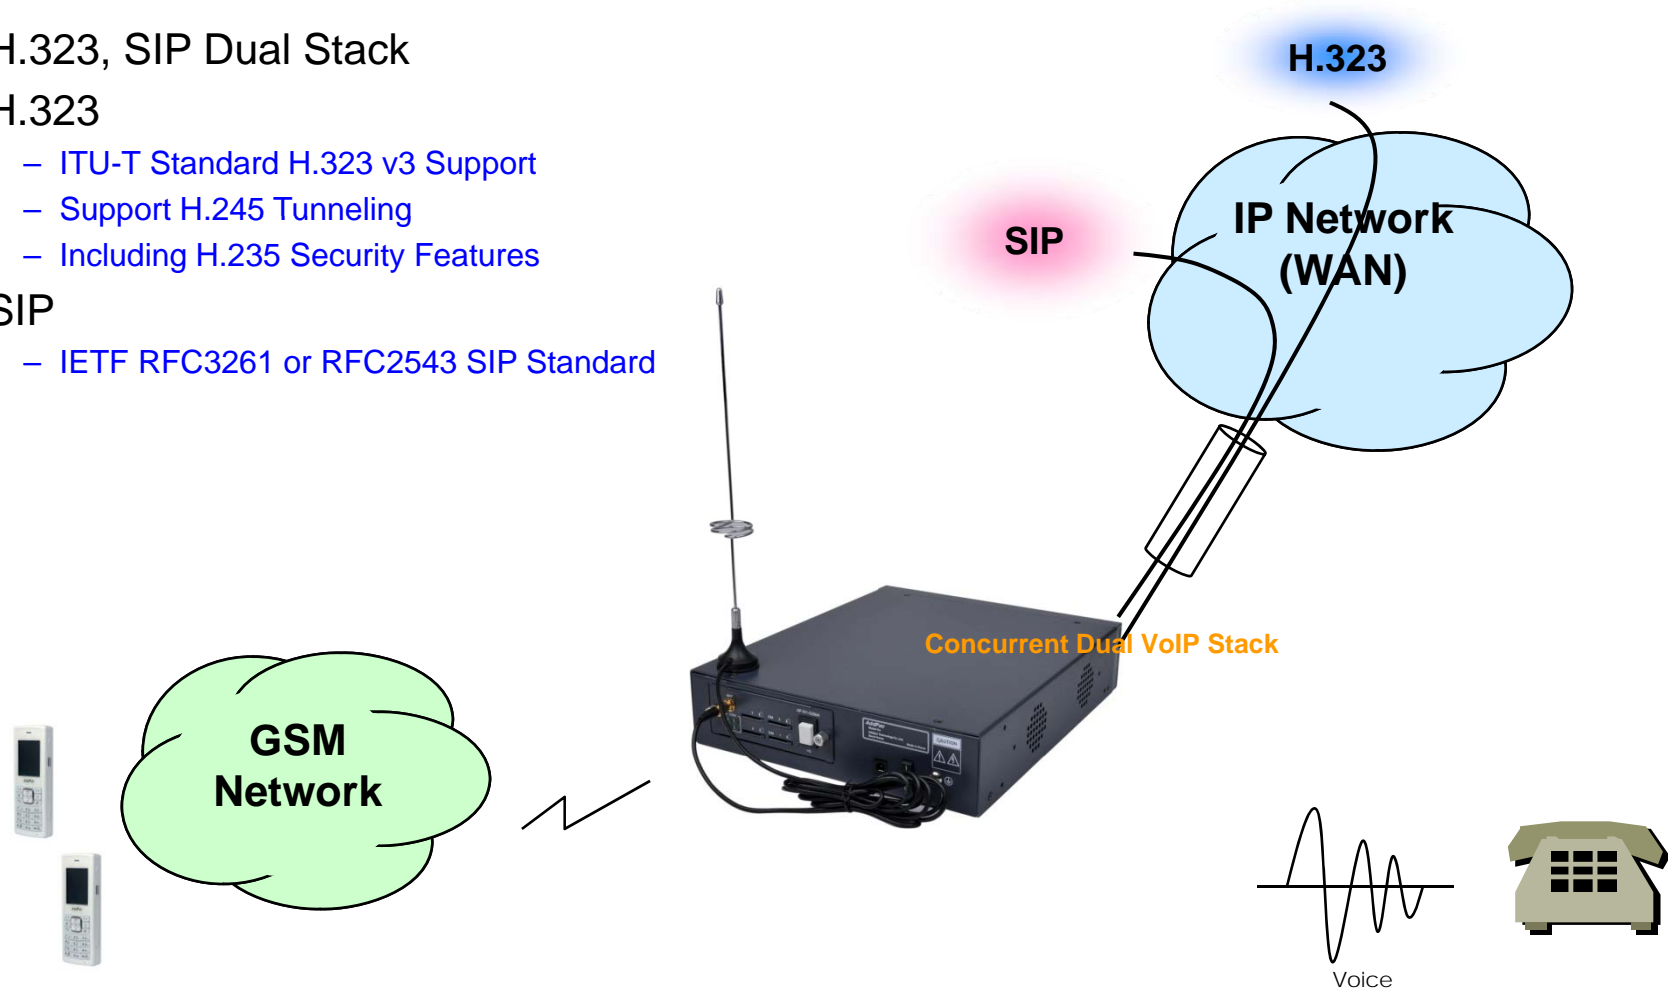 H.323, SIP Dual Stack
H.323
– ITU-T Standard H.323 v3 Support
– Support H.245 Tunneling
– Including H.235 Security Features
SIP
– IETF RFC3261 or RFC2543 SIP Standard
H.323
SIP
IP Network
(WAN)
Concurrent Dual VoIP Stack
CAUTION
GSM
Network
Voice